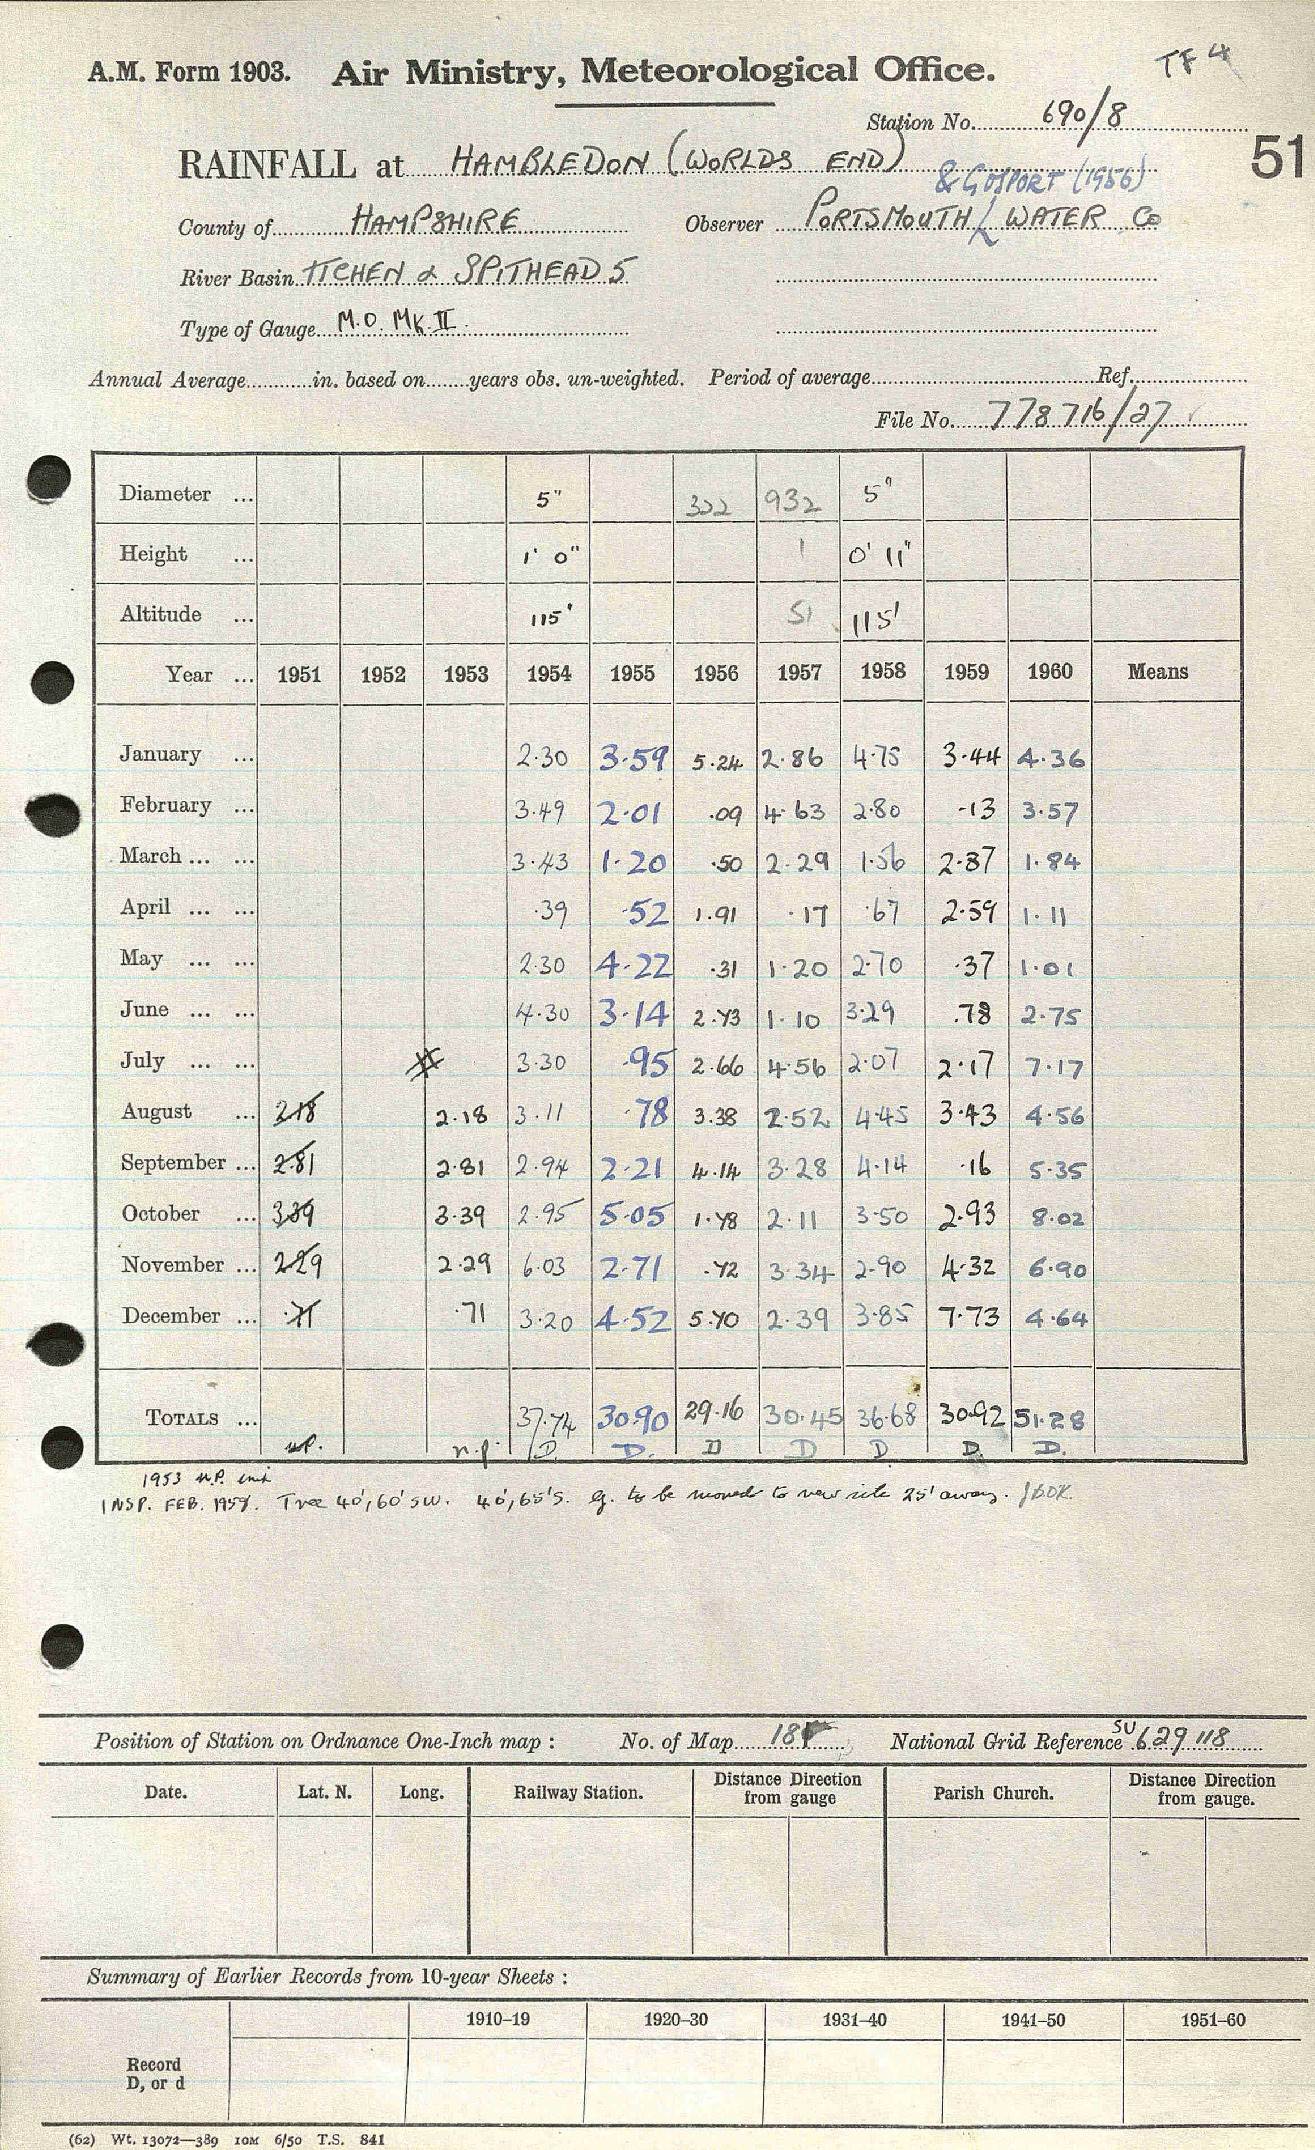 TF 4
A.M. Form 1903. Air Ministry, Meteorological Office.
Station No. 690/8
51
RAINFALL at HAMBLEDON (WORLDS END)
& GOSPORT (1956)
County of HAMPSHIRE Observer PORTSMOUTH WATER Co
River Basin ITCHEN & SPITHEAD 5
Type of Gauge M.O. MK.II
Annual Average in. based on years obs. un-weighted. Period of average Ref.
File No. 778716/27
Diameter ... 5" 322 932 5"
Height ... 1' 0" 1 0' 11"
Altitude ... 115' 51 115'
Year ... 1951 1952 1953 1954 1955 1956 1957 1958 1959 1960 Means
January ... 2.30 3.59 5.24 2.86 4.75 3.44 4.36
February ... 3.49 2.01 .09 4.63 2.80 .13 3.57
March ... ... 3.43 1.20 .50 2.29 1.56 2.87 1.84
April ... ... .39 .52 1.91 .17 .67 2.59 1.11
May ... ... 2.30 4.22 .31 1.20 2.70 .37 1.01
June ... ... 4.30 3.14 2.73 1.10 3.29 .78 2.75
July ... ... 3.30 .95 2.66 4.56 2.07 2.17 7.17
August ... 2.18 2.18 3.11 .78 3.38 2.52 4.45 3.43 4.56
September ... 2.81 2.81 2.94 2.21 4.14 3.28 4.14 .16 5.35
October ... 3.39 3.39 2.95 5.05 1.78 2.11 3.50 2.93 8.02
November ... 2.29 2.29 6.03 2.71 .72 3.34 2.90 4.32 6.90
December ... .71 .71 3.20 4.52 5.70 2.39 3.85 7.73 4.64
TOTALS ... 37.74 30.90 29.16 30.45 36.68 30.92 51.28
n.p. n.p. D. D. D D D. D. D.
1953 n.p.
INSP. FEB. 1957. Tree 40', 60' SW. 40', 65' S. g. to be moved to new site 25' away.
Position of Station on Ordnance One-Inch map : No. of Map 18 National Grid Reference SU 629 118
Date. Lat. N. Long. Railway Station. Distance Direction from gauge Parish Church. Distance Direction from gauge.
Summary of Earlier Records from 10-year Sheets :
1910–19 1920–30 1931–40 1941–50 1951–60
Record
D, or d
(62) Wt. 13072—389 10M 6/50 T.S. 841